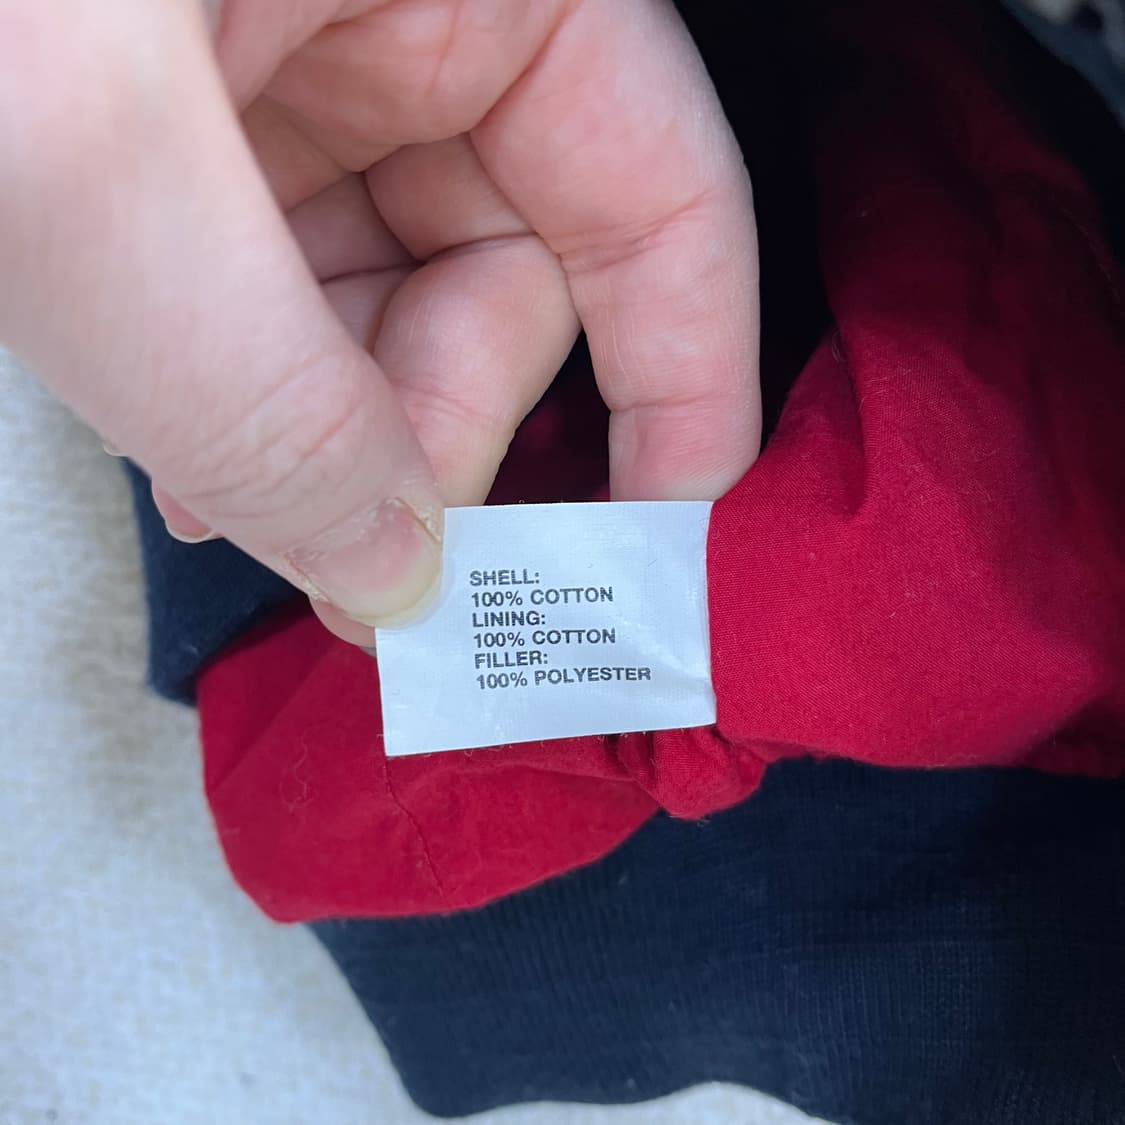 SHELL:
100% COTTON
LINING:
100% COTTON
FILLER:
100% POLYESTER